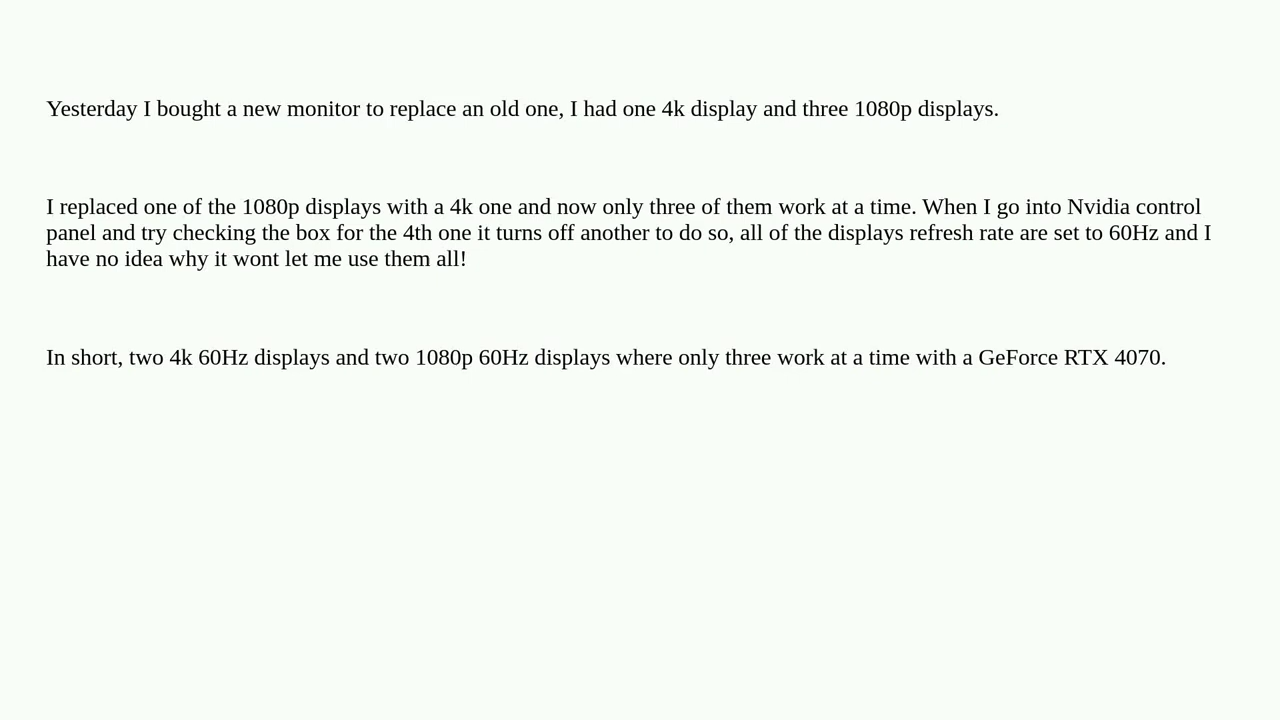 Yesterday I bought a new monitor to replace an old one, I had one 4k display and three 1080p displays.
I replaced one of the 1080p displays with a 4k one and now only three of them work at a time. When I go into Nvidia control
panel and try checking the box for the 4th one it turns off another to do so, all of the displays refresh rate are set to 60Hz and I
have no idea why it wont let me use them all!
In short, two 4k 60Hz displays and two 1080p 60Hz displays where only three work at a time with a GeForce RTX 4070.